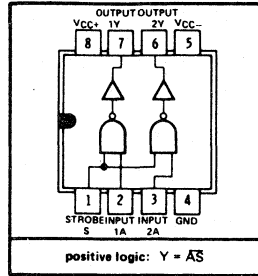 OUTPUT OUTPUT
VCC+ 1Y 2Y VCC−
8 7 6 5
1 2 3 4
STROBE INPUT INPUT GND
S 1A 2A
positive logic: Y = A̅S̅